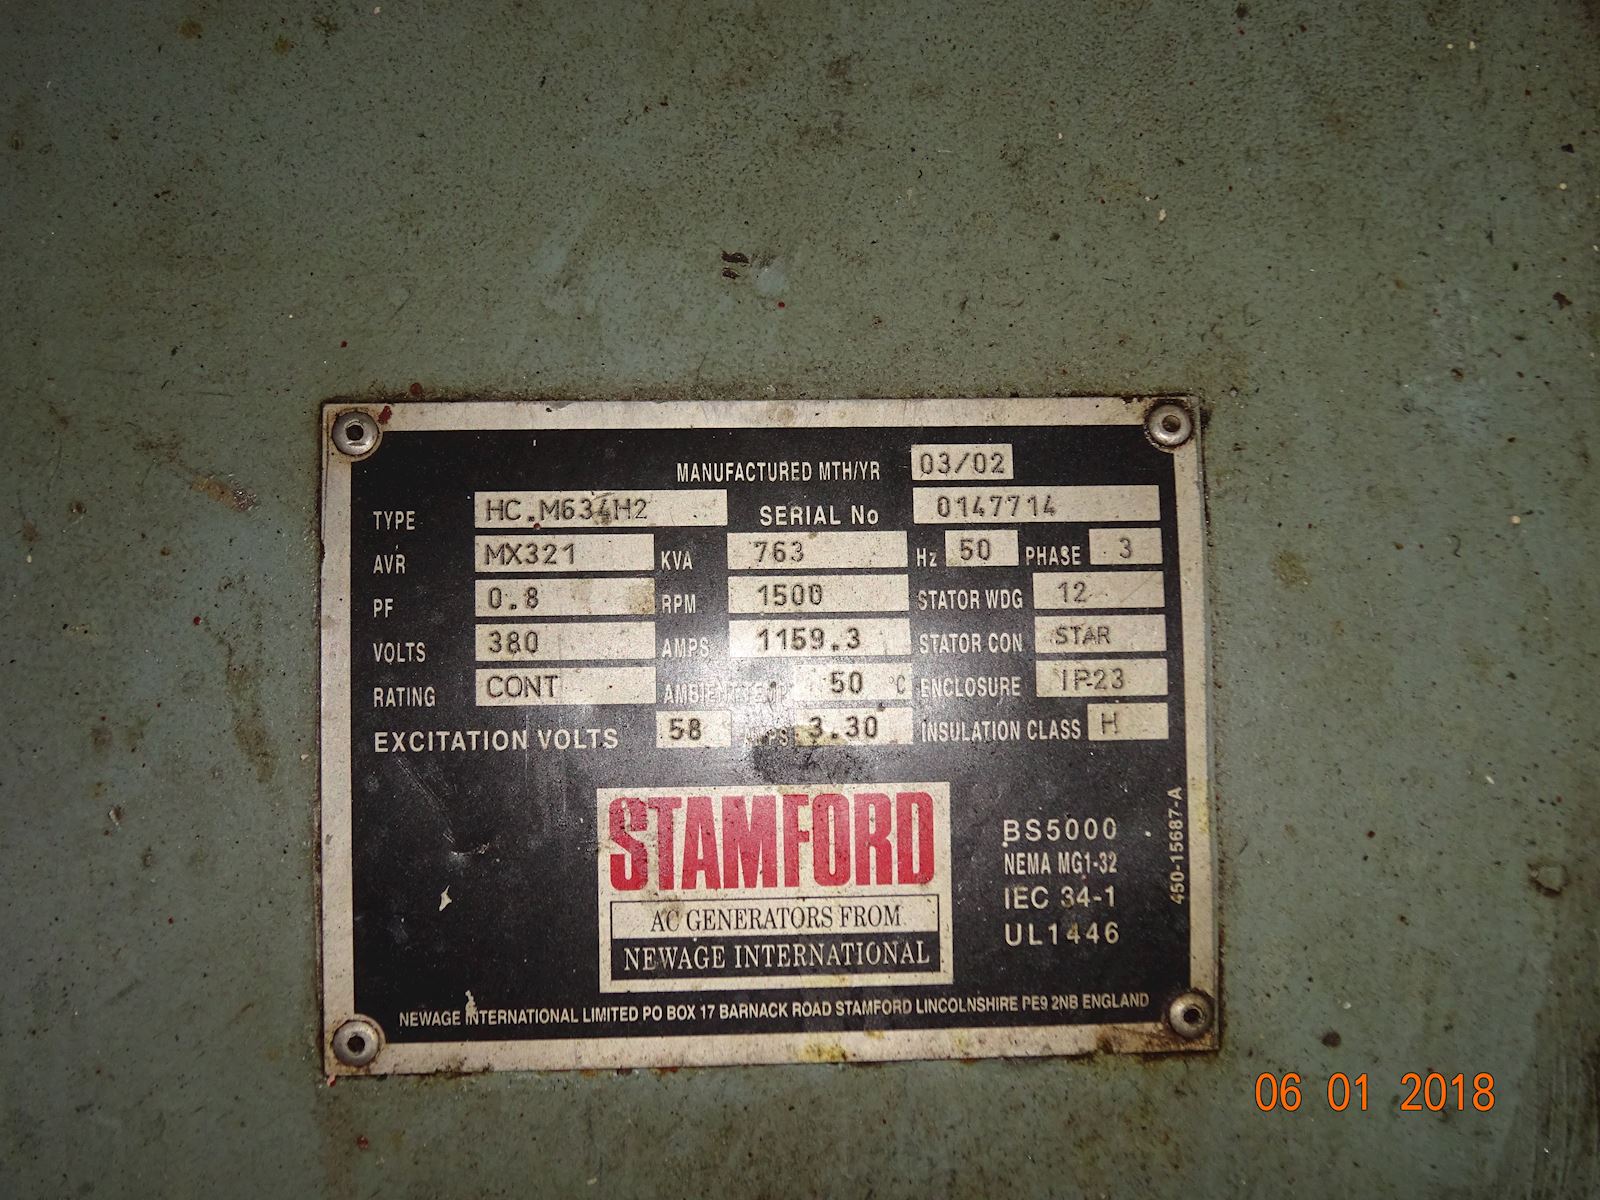 MANUFACTURED MTH/YR 03/02
TYPE HC.M634H2 SERIAL No 0147714
AVR MX321 KVA 763 Hz 50 PHASE 3
PF 0.8 RPM 1500 STATOR WDG 12
VOLTS 380 AMPS 1159.3 STATOR CON STAR
RATING CONT AMBIENT TEMP 50 °C ENCLOSURE IP23
EXCITATION VOLTS 58 AMPS 3.30 INSULATION CLASS H
STAMFORD
AC GENERATORS FROM
NEWAGE INTERNATIONAL
BS5000
NEMA MG1-32
IEC 34-1
UL1446
450-15687-A
NEWAGE INTERNATIONAL LIMITED PO BOX 17 BARNACK ROAD STAMFORD LINCOLNSHIRE PE9 2NB ENGLAND
06 01 2018